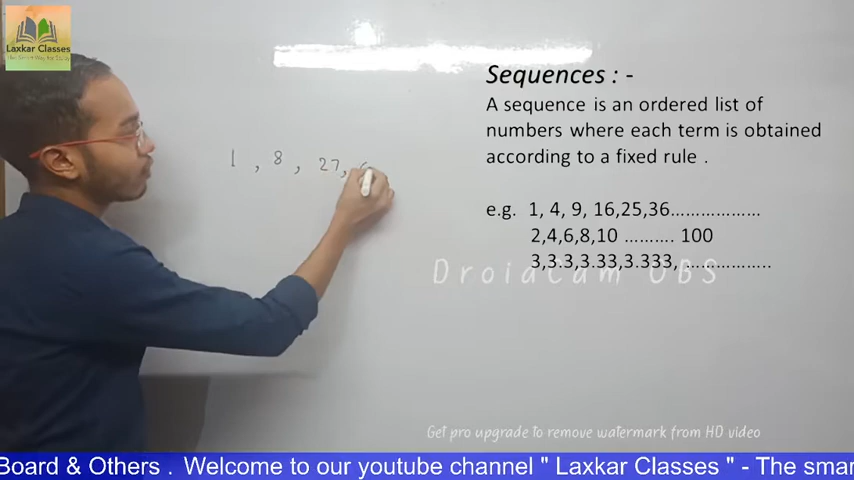 Laxkar Classes
Sequences : -
A sequence is an ordered list of
numbers where each term is obtained
according to a fixed rule .
e.g. 1, 4, 9, 16,25,36..................
2,4,6,8,10 ......... 100
3,3.3,3.33,3.333, ...............
1 , 8 , 27,
DroidCam OBS
Get pro upgrade to remove watermark from HD video
Board & Others . Welcome to our youtube channel " Laxkar Classes " - The smar